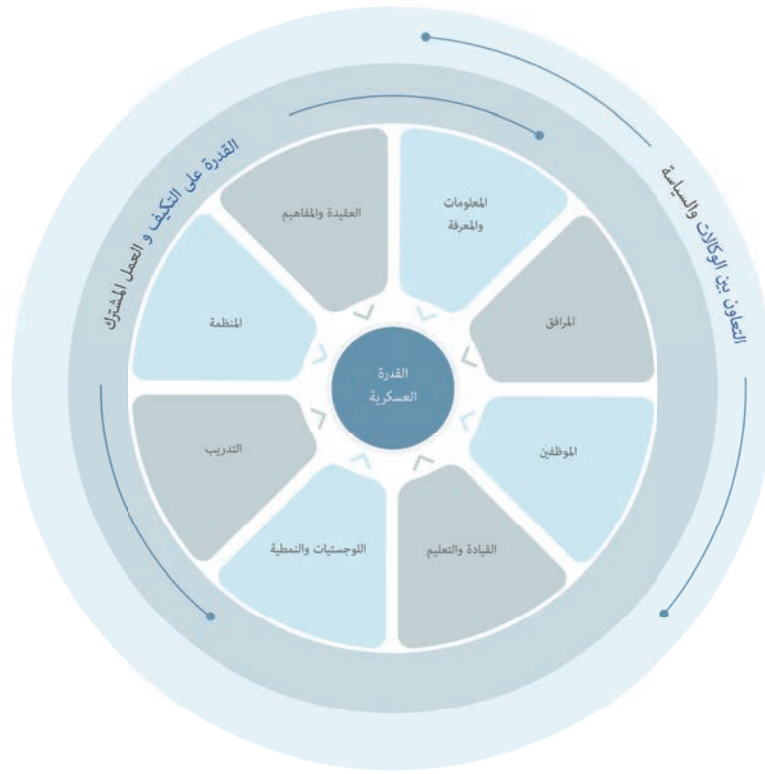 التعاون بين الوكالات والسياسة
القدرة على التكيف و العمل المشترك
المعلومات
والمعرفة
المرافق
الموظفين
القيادة والتعليم
اللوجستيات والنمطية
التدريب
المنظمة
العقيدة والمفاهيم
القدرة
العسكرية